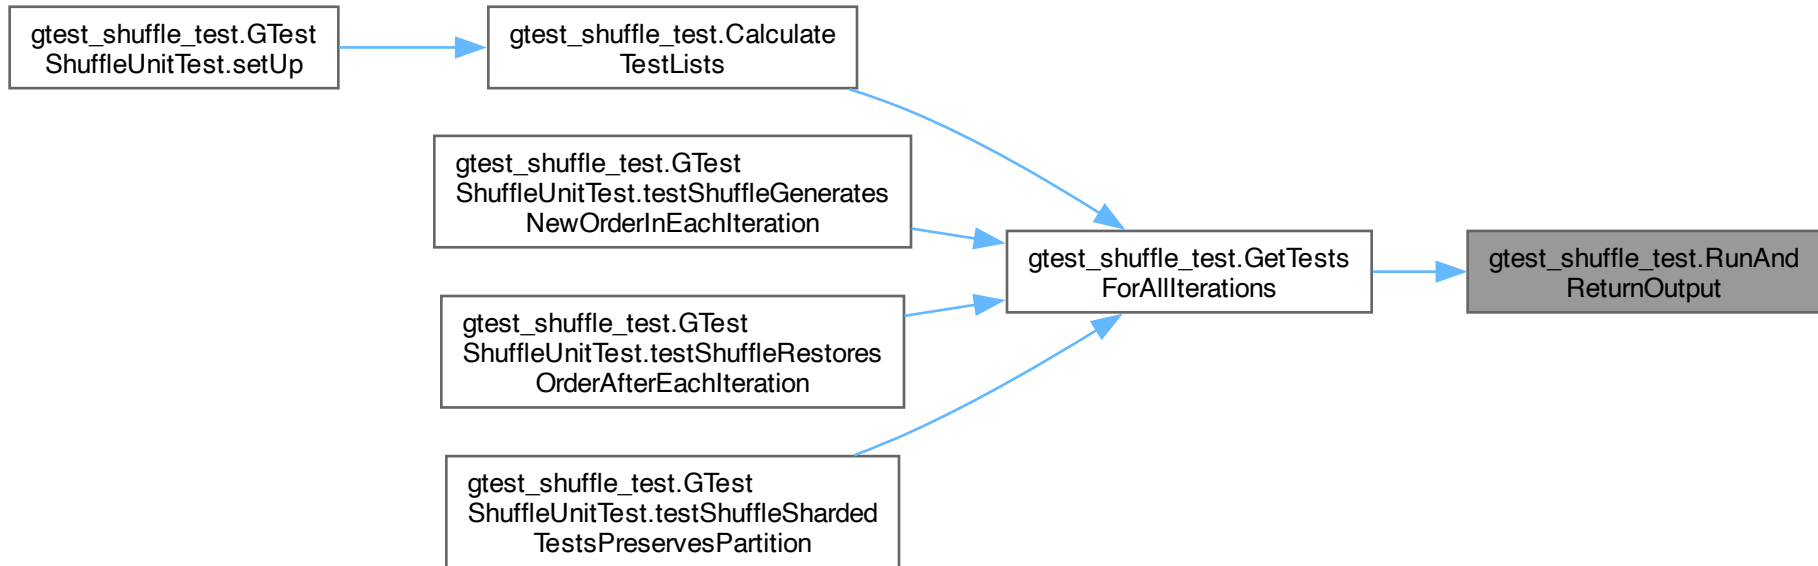 gtest_shuffle_test.GTest
ShuffleUnitTest.setUp
gtest_shuffle_test.Calculate
TestLists
gtest_shuffle_test.GTest
ShuffleUnitTest.testShuffleGenerates
NewOrderInEachIteration
gtest_shuffle_test.GTest
ShuffleUnitTest.testShuffleRestores
OrderAfterEachIteration
gtest_shuffle_test.GTest
ShuffleUnitTest.testShuffleSharded
TestsPreservesPartition
gtest_shuffle_test.GetTests
ForAllIterations
gtest_shuffle_test.RunAnd
ReturnOutput